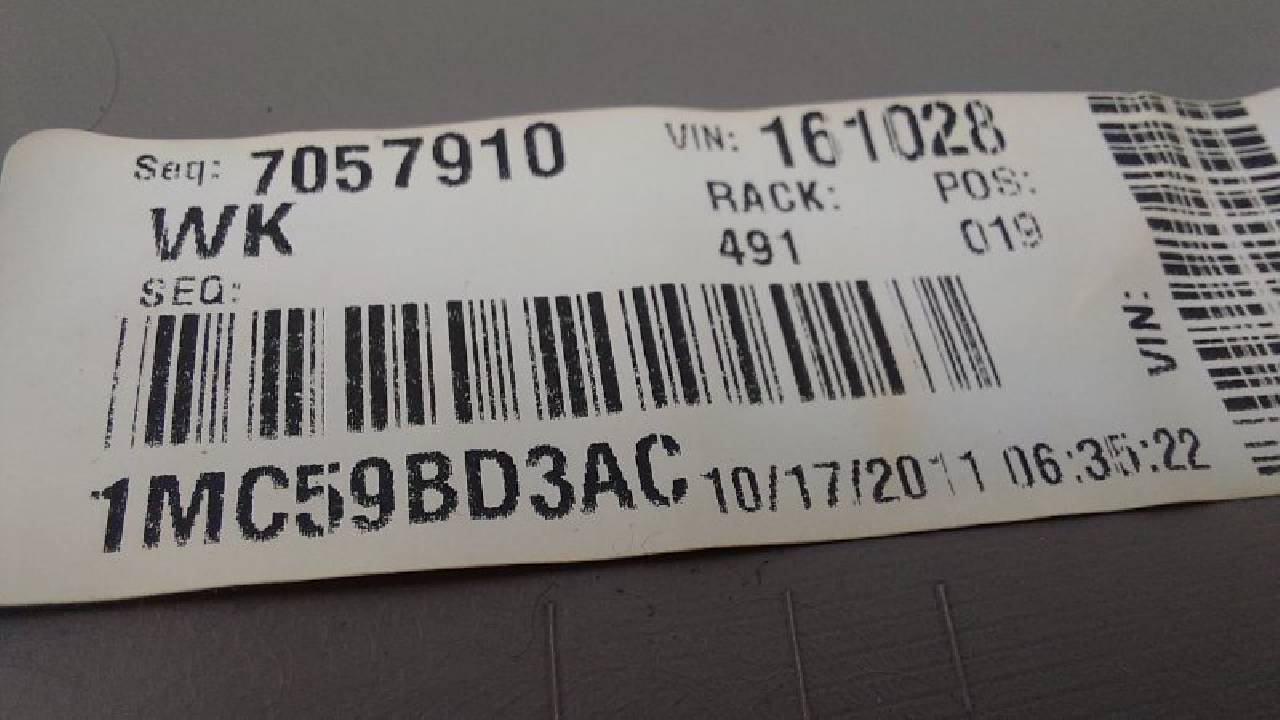 Seq: 7057910 VIN: 161028
WK RACK: POS:
491 019
SEQ:
VIN:
1MC59BD3AC 10/17/2011 06:35:22